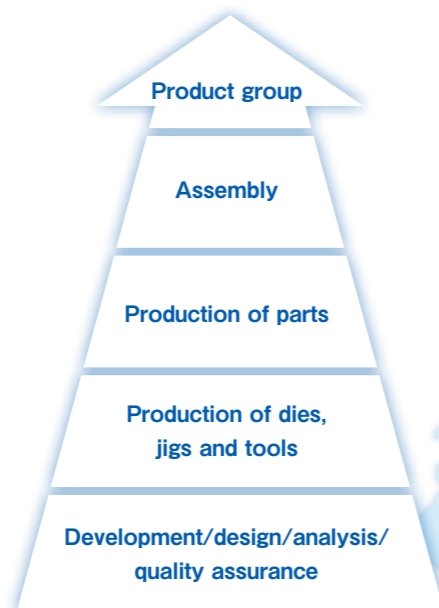 Product group
Assembly
Production of parts
Production of dies,
jigs and tools
Development/design/analysis/
quality assurance